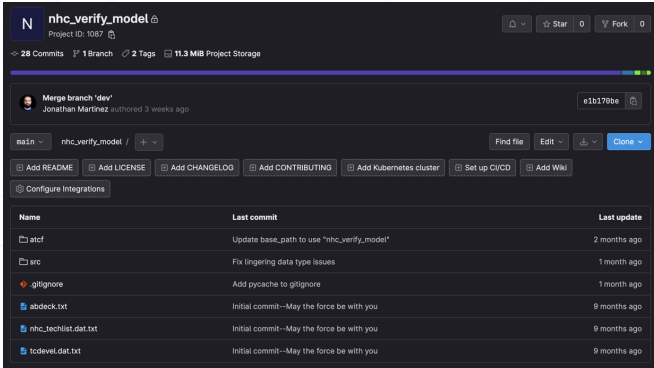 N
nhc_verify_model
Project ID: 1087
Star 0
Fork 0
28 Commits 1 Branch 2 Tags 11.3 MiB Project Storage
Merge branch 'dev'
Jonathan Martinez authored 3 weeks ago
e1b170be
main
nhc_verify_model / +
Find file
Edit
Clone
Add README
Add LICENSE
Add CHANGELOG
Add CONTRIBUTING
Add Kubernetes cluster
Set up CI/CD
Add Wiki
Configure Integrations
Name Last commit Last update
atcf Update base_path to use "nhc_verify_model" 2 months ago
src Fix lingering data type issues 1 month ago
.gitignore Add pycache to gitignore 1 month ago
abdeck.txt Initial commit--May the force be with you 9 months ago
nhc_techlist.dat.txt Initial commit--May the force be with you 9 months ago
tcdevel.dat.txt Initial commit--May the force be with you 9 months ago